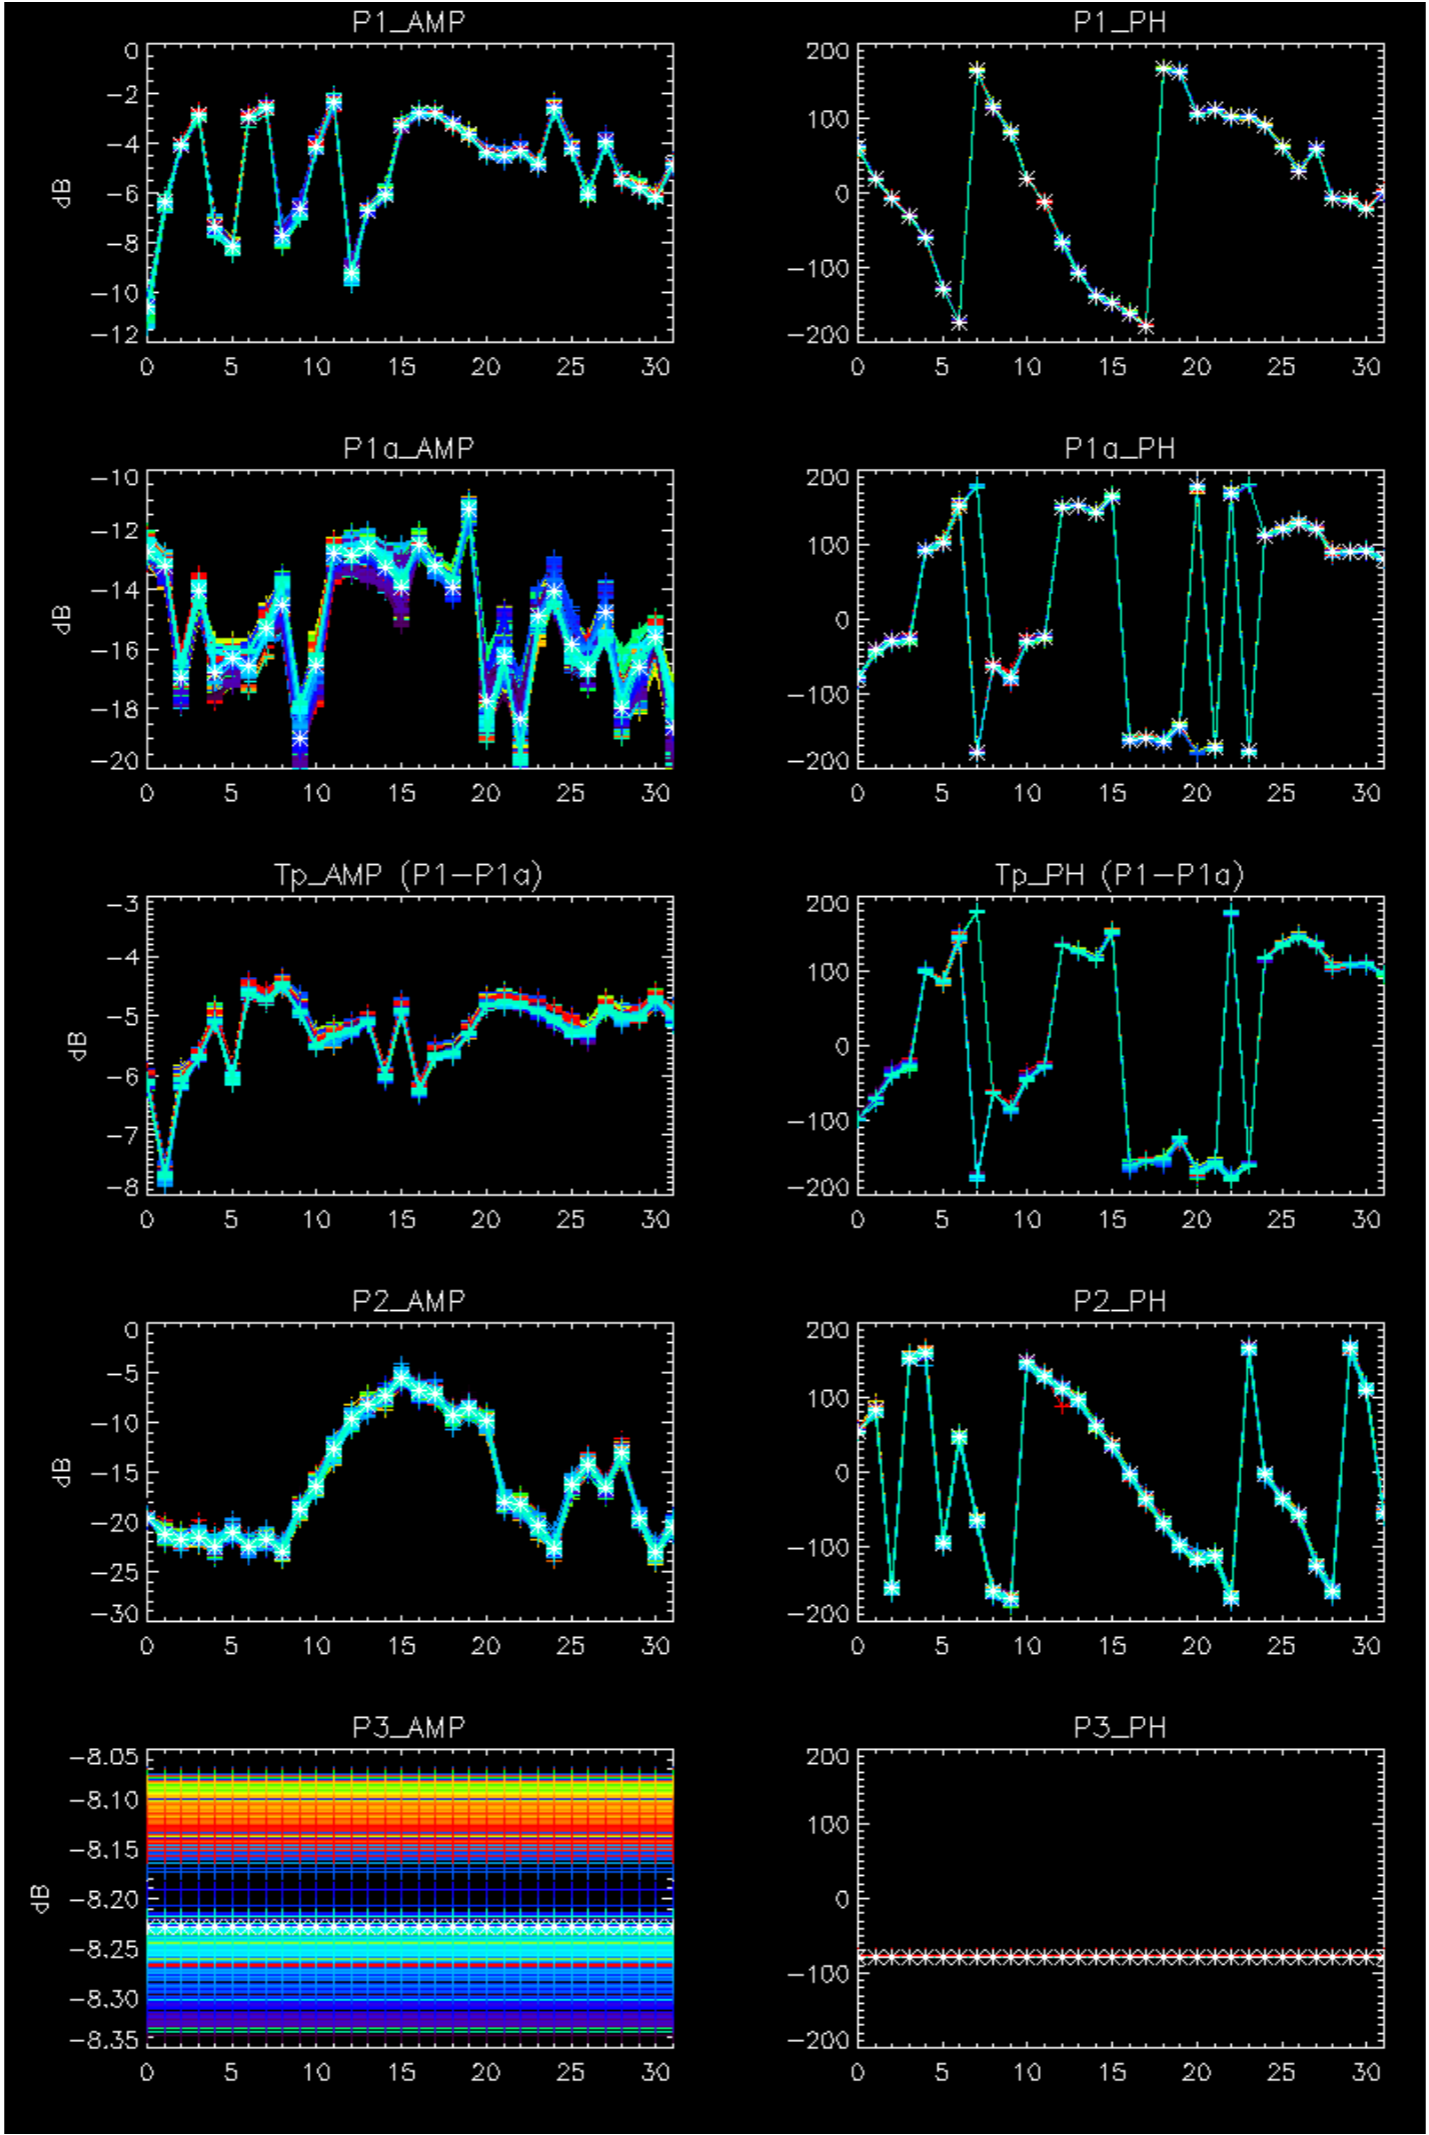 P1_AMP P1_PH
0 200
−2 100
−4 0
dB
−6
−8 −100
−10
−12 −200
0 5 10 15 20 25 30 0 5 10 15 20 25 30
P1a_AMP P1a_PH
−10 200
−12 100
−14 0
dB
−16 −100
−18
−20 −200
0 5 10 15 20 25 30 0 5 10 15 20 25 30
Tp_AMP (P1−P1a) Tp_PH (P1−P1a)
−3 200
−4 100
−5 0
dB
−6 −100
−7
−8 −200
0 5 10 15 20 25 30 0 5 10 15 20 25 30
P2_AMP P2_PH
0 200
−5 100
−10
−15 0
dB
−20 −100
−25
−30 −200
0 5 10 15 20 25 30 0 5 10 15 20 25 30
P3_AMP P3_PH
−8.05 200
−8.10 100
−8.15
−8.20 0
dB
−8.25 −100
−8.30
−8.35 −200
0 5 10 15 20 25 30 0 5 10 15 20 25 30